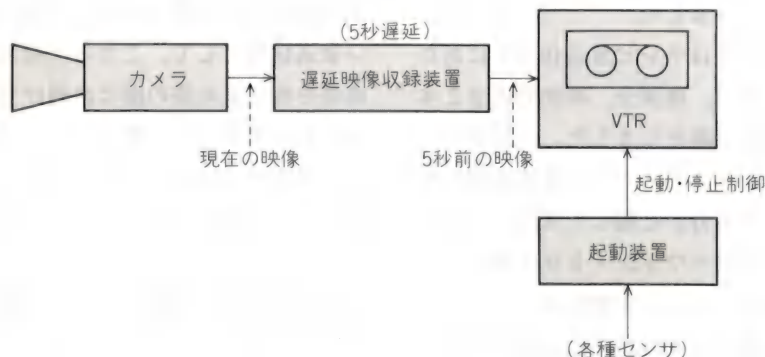 (5秒遅延)
カメラ
遅延映像収録装置
VTR
現在の映像
5秒前の映像
起動・停止制御
起動装置
(各種センサ)